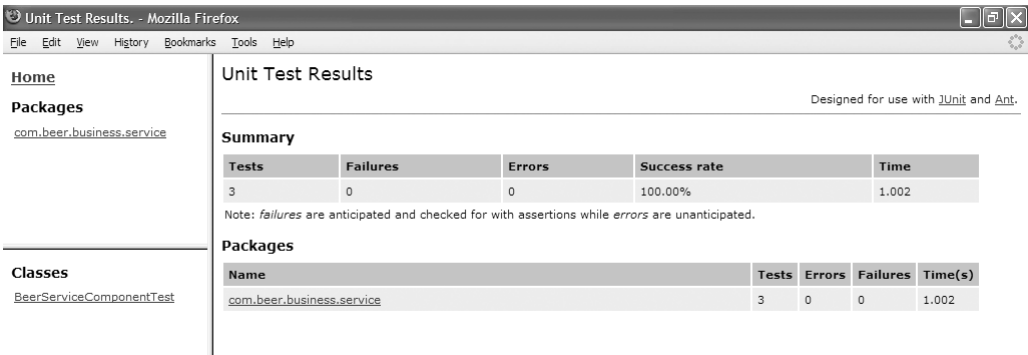 Unit Test Results. - Mozilla Firefox
File Edit View History Bookmarks Tools Help
Home
Packages
com.beer.business.service
Classes
BeerServiceComponentTest
Unit Test Results
Designed for use with JUnit and Ant.
Summary
Tests Failures Errors Success rate Time
3 0 0 100.00% 1.002
Note: failures are anticipated and checked for with assertions while errors are unanticipated.
Packages
Name Tests Errors Failures Time(s)
com.beer.business.service 3 0 0 1.002